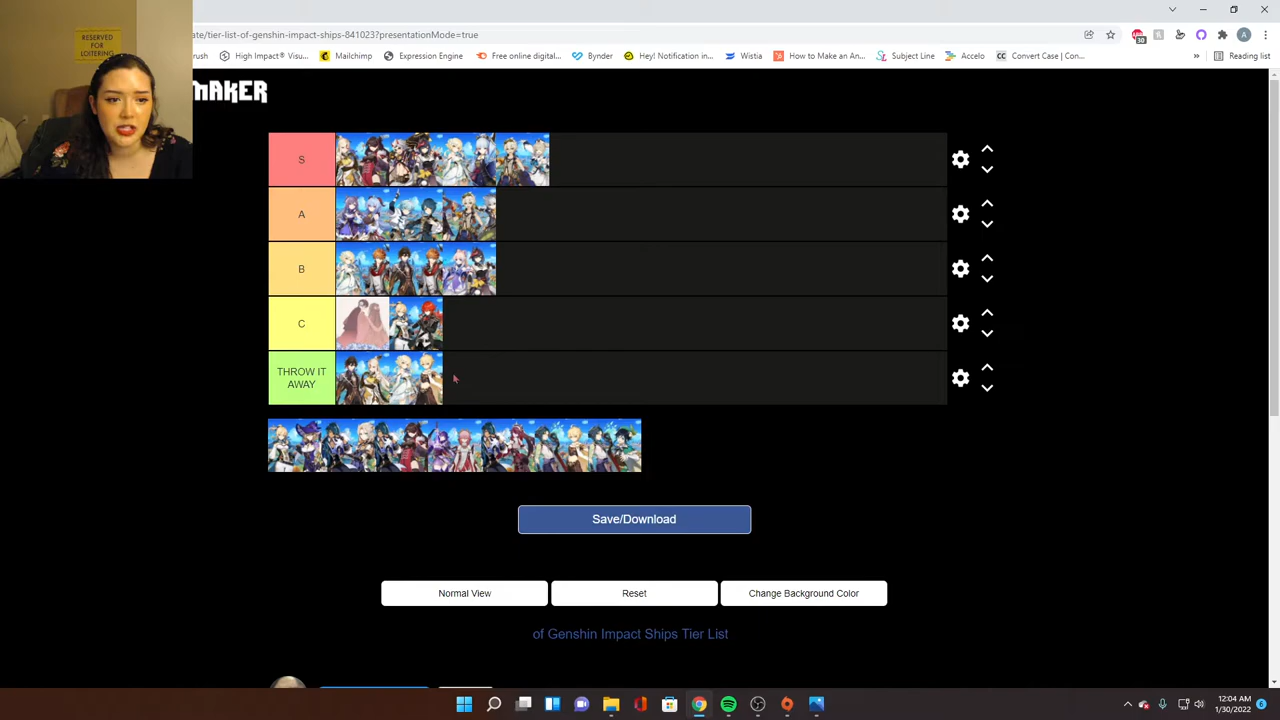 RESERVED
FOR
LOITERING
ate/tier-list-of-genshin-impact-ships-841023?presentationMode=true
30
A
rush
High Impact® Visu...
Mailchimp
Expression Engine
Free online digital...
Bynder
Hey! Notification in...
Wistia
How to Make an An...
Subject Line
Accelo
CC
Convert Case | Con...
»
Reading list
MAKER
S
A
B
C
THROW IT
AWAY
Save/Download
Normal View
Reset
Change Background Color
of Genshin Impact Ships Tier List
12:04 AM
1/30/2022
6